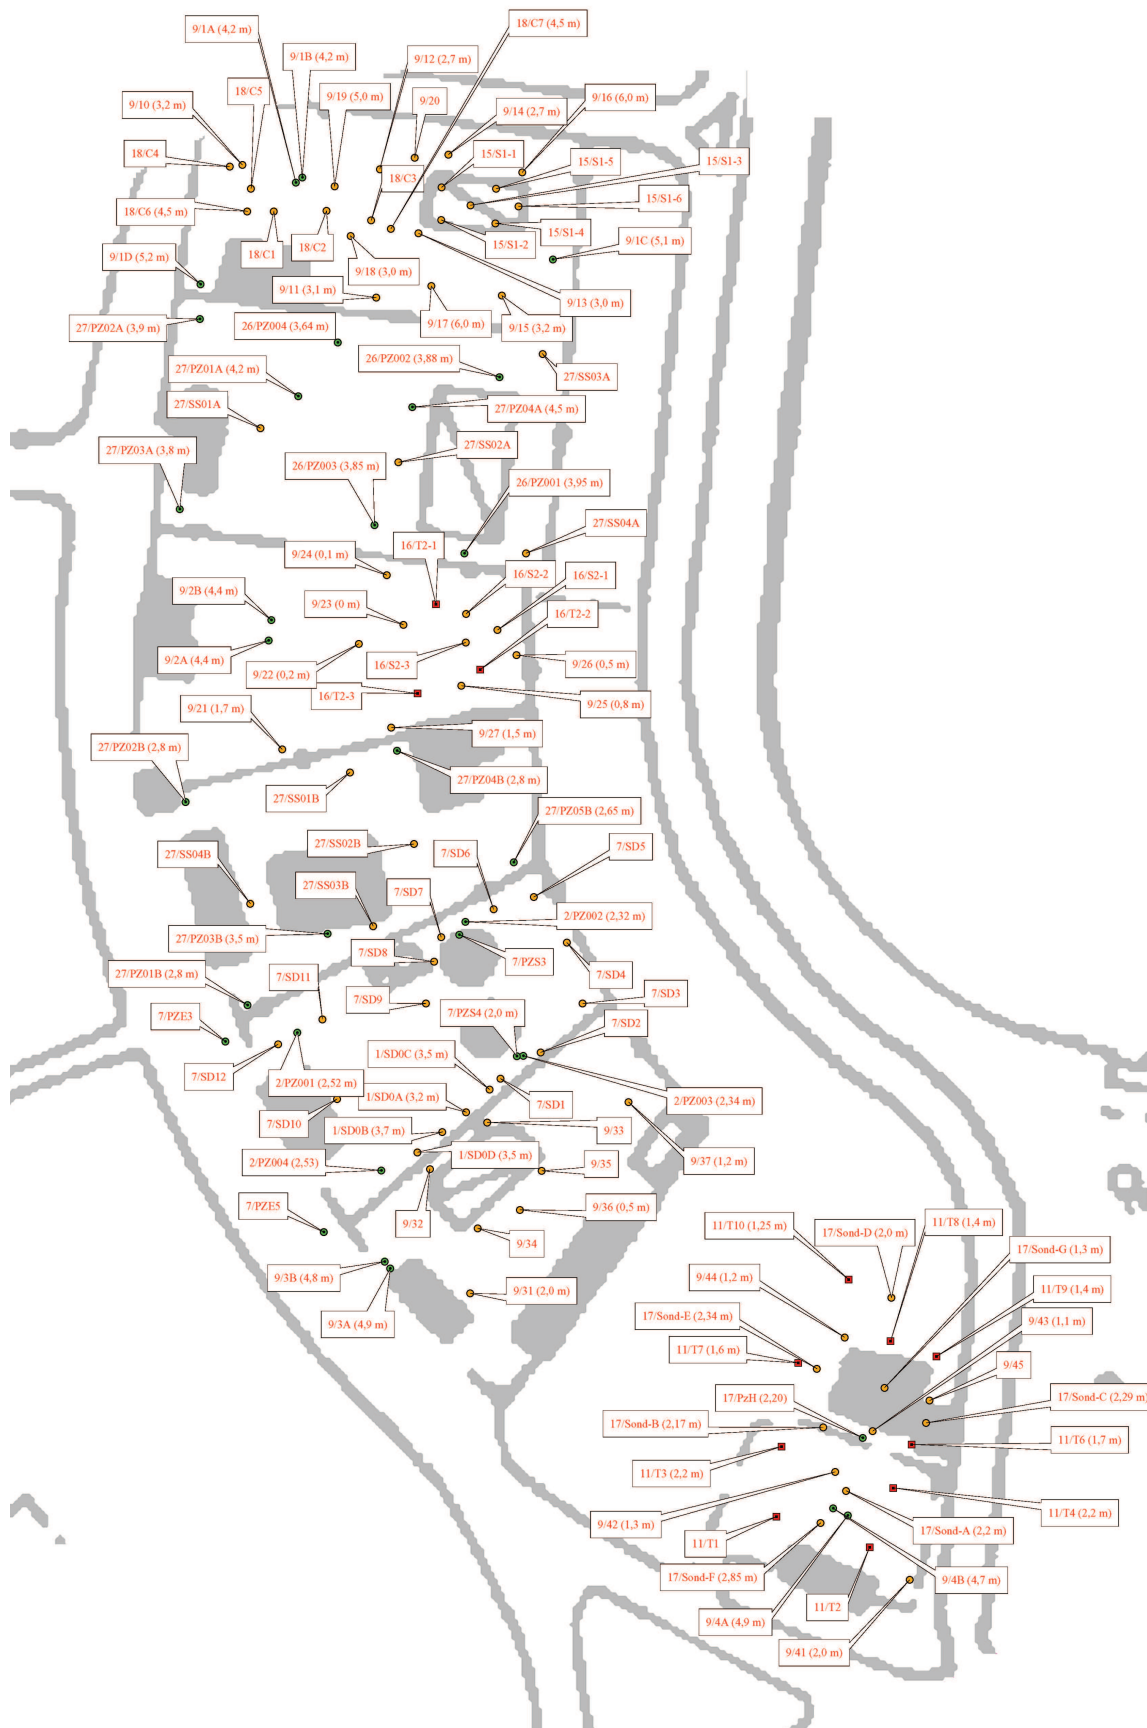 18/C7 (4,5 m)
9/1A (4,2 m)
9/1B (4,2 m)
9/12 (2,7 m)
18/C5
9/19 (5,0 m)
9/20
9/16 (6,0 m)
9/10 (3,2 m)
9/14 (2,7 m)
18/C4
15/S1-1
15/S1-5
15/S1-3
18/C3
18/C6 (4,5 m)
15/S1-6
18/C1
18/C2
15/S1-2
15/S1-4
9/1C (5,1 m)
9/1D (5,2 m)
9/18 (3,0 m)
9/11 (3,1 m)
9/13 (3,0 m)
9/17 (6,0 m)
9/15 (3,2 m)
27/PZ02A (3,9 m)
26/PZ004 (3,64 m)
26/PZ002 (3,88 m)
27/SS03A
27/PZ01A (4,2 m)
27/SS01A
27/PZ04A (4,5 m)
27/PZ03A (3,8 m)
27/SS02A
26/PZ003 (3,85 m)
26/PZ001 (3,95 m)
27/SS04A
16/T2-1
9/24 (0,1 m)
16/S2-2
16/S2-1
9/2B (4,4 m)
9/23 (0 m)
16/T2-2
9/2A (4,4 m)
9/22 (0,2 m)
16/S2-3
9/26 (0,5 m)
16/T2-3
9/25 (0,8 m)
9/21 (1,7 m)
9/27 (1,5 m)
27/PZ02B (2,8 m)
27/PZ04B (2,8 m)
27/SS01B
27/PZ05B (2,65 m)
27/SS04B
27/SS02B
7/SD6
7/SD5
27/SS03B
7/SD7
2/PZ002 (2,32 m)
27/PZ03B (3,5 m)
7/SD8
7/PZS3
7/SD4
27/PZ01B (2,8 m)
7/SD11
7/SD9
7/SD3
7/PZE3
7/PZS4 (2,0 m)
7/SD2
7/SD12
1/SD0C (3,5 m)
2/PZ001 (2,52 m)
1/SD0A (3,2 m)
7/SD1
2/PZ003 (2,34 m)
7/SD10
1/SD0B (3,7 m)
9/33
2/PZ004 (2,53)
1/SD0D (3,5 m)
9/35
9/37 (1,2 m)
7/PZE5
9/32
9/36 (0,5 m)
9/34
11/T10 (1,25 m)
17/Sond-D (2,0 m)
11/T8 (1,4 m)
17/Sond-G (1,3 m)
9/3B (4,8 m)
9/44 (1,2 m)
11/T9 (1,4 m)
9/31 (2,0 m)
17/Sond-E (2,34 m)
9/43 (1,1 m)
9/3A (4,9 m)
11/T7 (1,6 m)
9/45
17/PzH (2,20)
17/Sond-C (2,29 m)
17/Sond-B (2,17 m)
11/T6 (1,7 m)
11/T3 (2,2 m)
11/T4 (2,2 m)
9/42 (1,3 m)
17/Sond-A (2,2 m)
11/T1
17/Sond-F (2,85 m)
9/4B (4,7 m)
11/T2
9/4A (4,9 m)
9/41 (2,0 m)